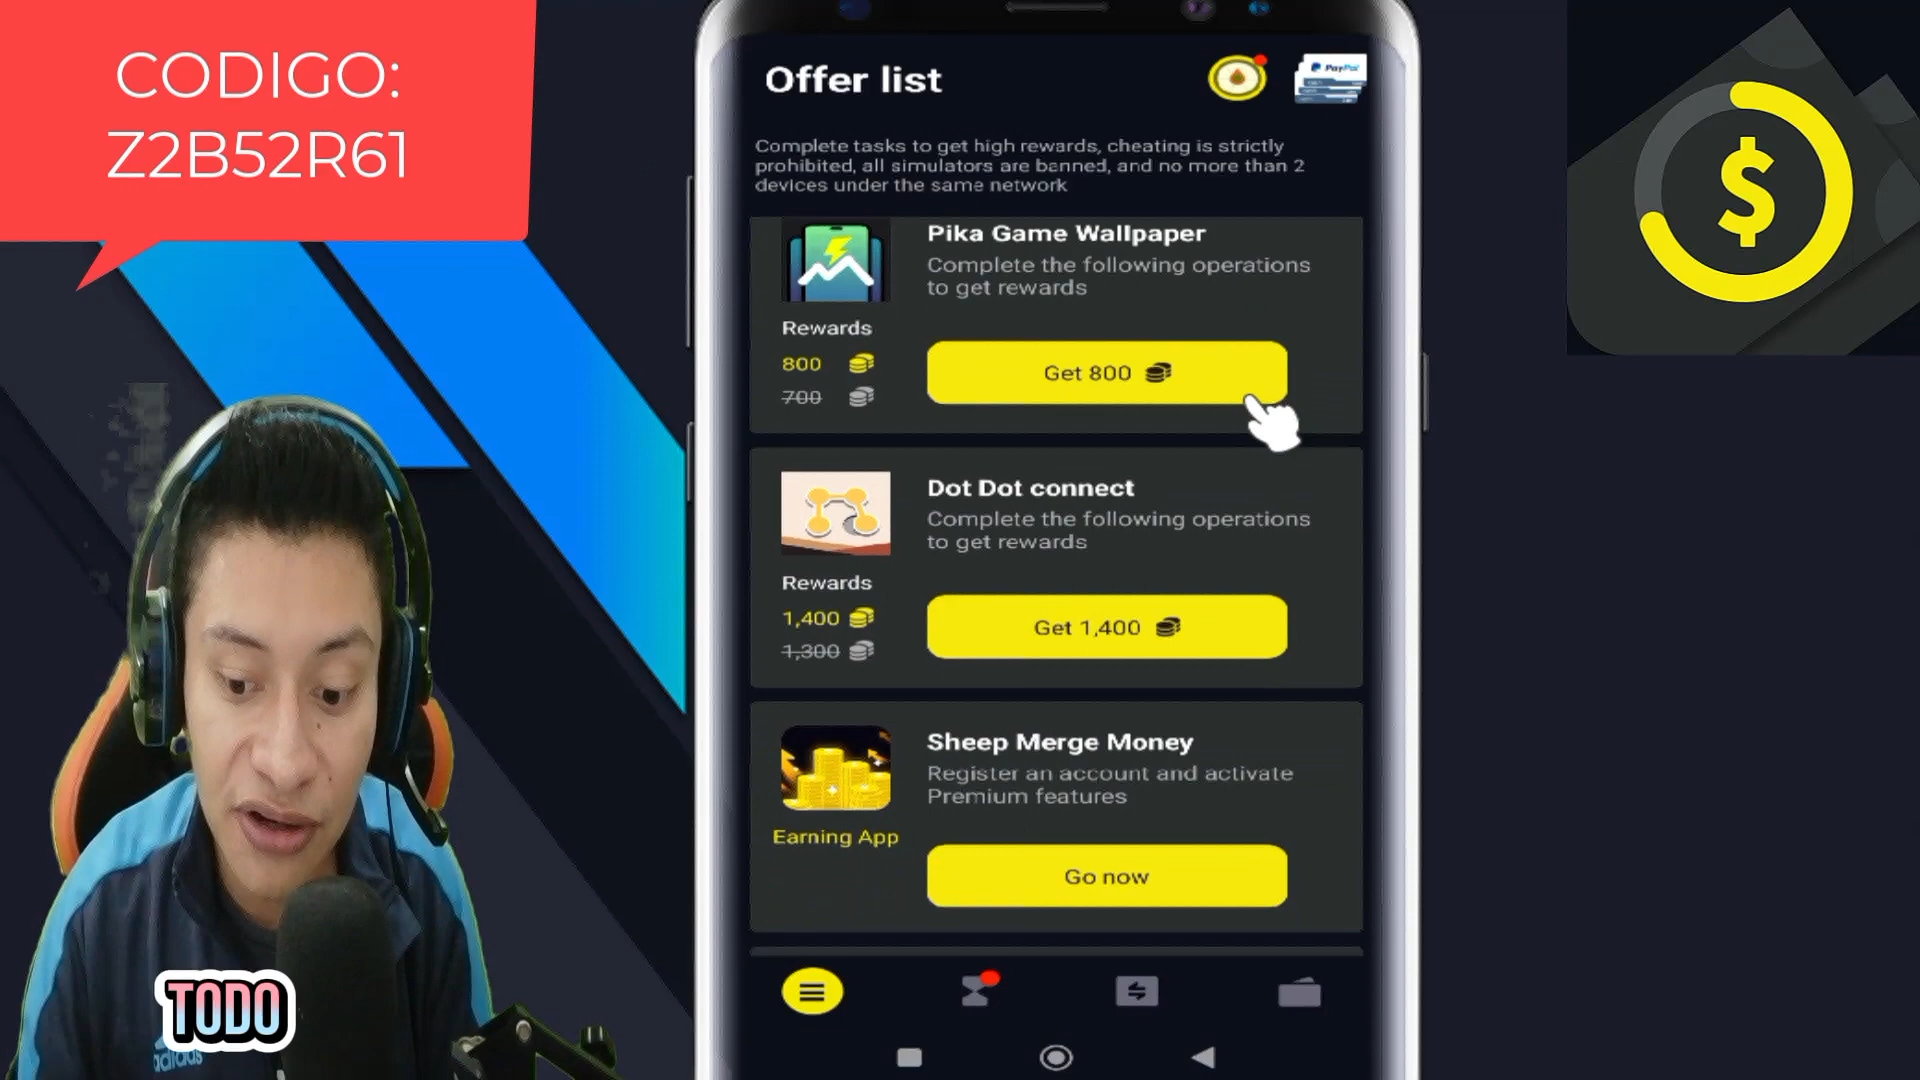 CODIGO:
Z2B52R61
Offer list
PayPal
Complete tasks to get high rewards, cheating is strictly
prohibited, all simulators are banned, and no more than 2
devices under the same network
Pika Game Wallpaper
Complete the following operations
to get rewards
Rewards
800
700
Get 800
Dot Dot connect
Complete the following operations
to get rewards
Rewards
1,400
1,300
Get 1,400
Sheep Merge Money
Register an account and activate
Premium features
Earning App
Go now
$
TODO
adidas